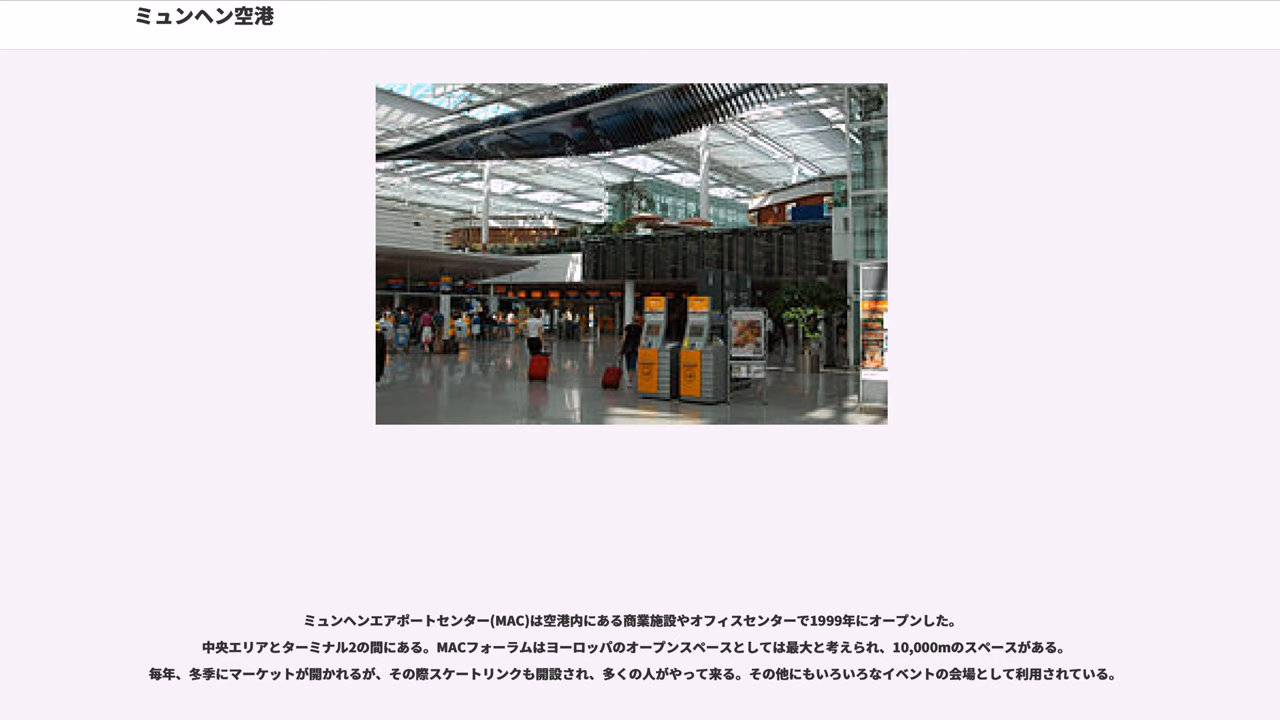 ミュンヘン空港
ミュンヘンエアポートセンター(MAC)は空港内にある商業施設やオフィスセンターで1999年にオープンした。
中央エリアとターミナル2の間にある。MACフォーラムはヨーロッパのオープンスペースとしては最大と考えられ、10,000mのスペースがある。
毎年、冬季にマーケットが開かれるが、その際スケートリンクも開設され、多くの人がやって来る。その他にもいろいろなイベントの会場として利用されている。